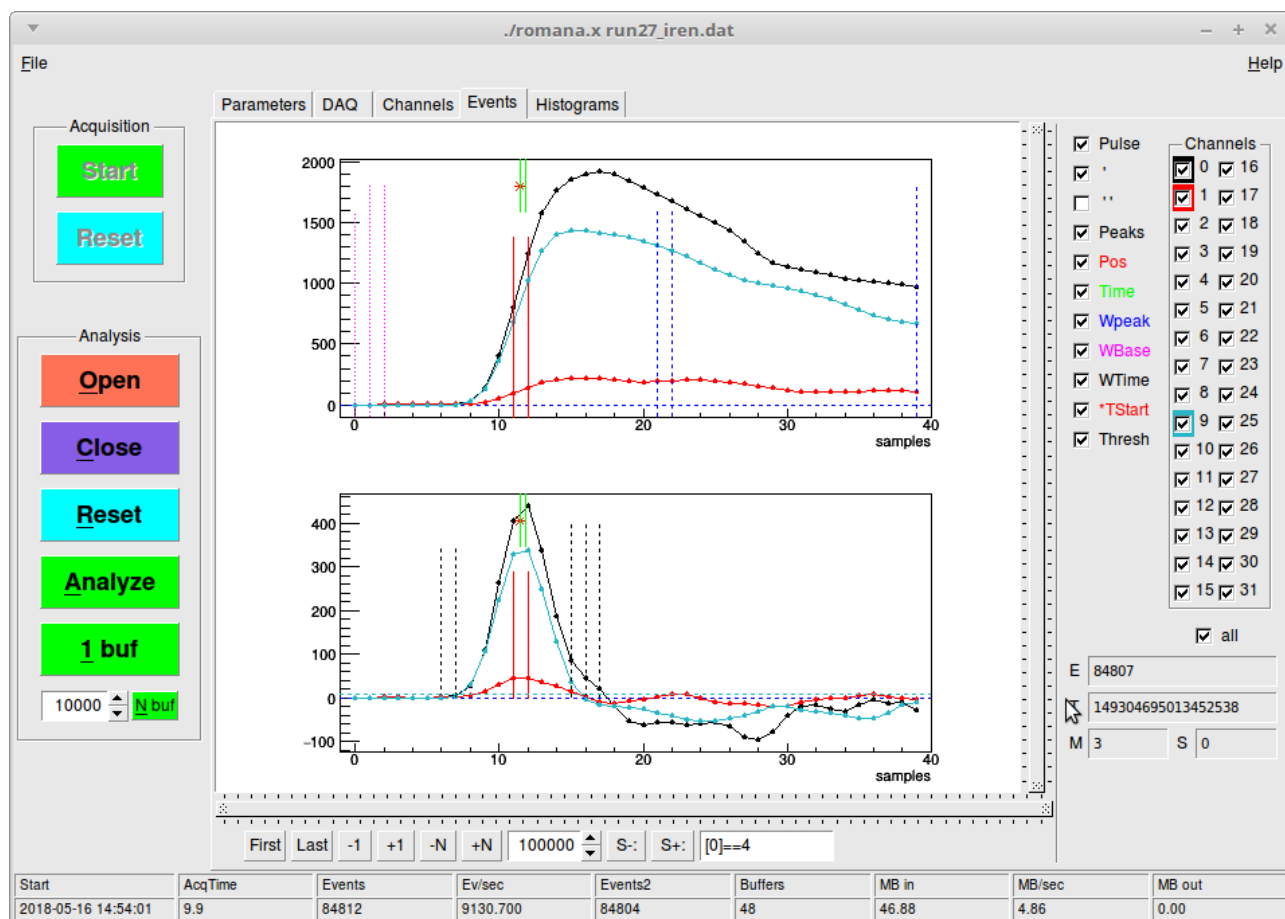 ./romana.x run27_iren.dat
File
Help
Parameters DAQ Channels Events Histograms
Acquisition
Start
Reset
Analysis
Open
Close
Reset
Analyze
1 buf
10000 N buf
2000
1500
1000
500
0
0 10 20 30 40
samples
400
300
200
100
0
−100
0 10 20 30 40
samples
Pulse
'
''
Peaks
Pos
Time
Wpeak
WBase
WTime
*TStart
Thresh
Channels
0 16
1 17
2 18
3 19
4 20
5 21
6 22
7 23
8 24
9 25
10 26
11 27
12 28
13 29
14 30
15 31
all
E 84807
149304695013452538
M 3 S 0
First Last -1 +1 -N +N 100000 S-: S+: [0]==4
Start AcqTime Events Ev/sec Events2 Buffers MB in MB/sec MB out
2018-05-16 14:54:01 9.9 84812 9130.700 84804 48 46.88 4.86 0.00